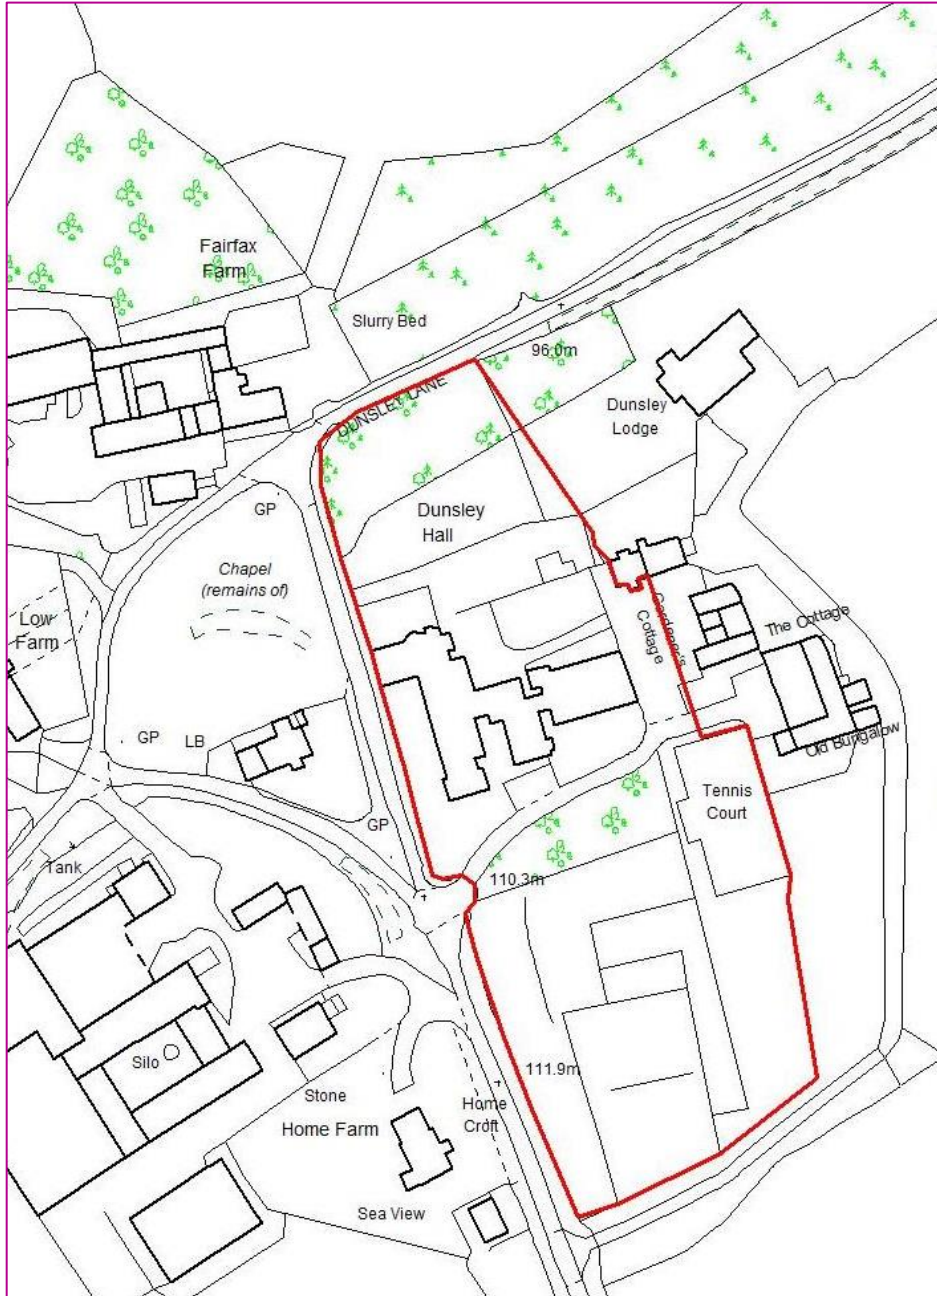 Fairfax
Farm
Slurry Bed
96.0m
DUNSLEY LANE
Dunsley
Lodge
GP
Dunsley
Hall
Chapel
(remains of)
Low
Farm
Gardener's
Cottage
The Cottage
GP
LB
Old Bungalow
Tennis
Court
GP
Tank
110.3m
Silo
111.9m
Stone
Home Farm
Home
Croft
Sea View